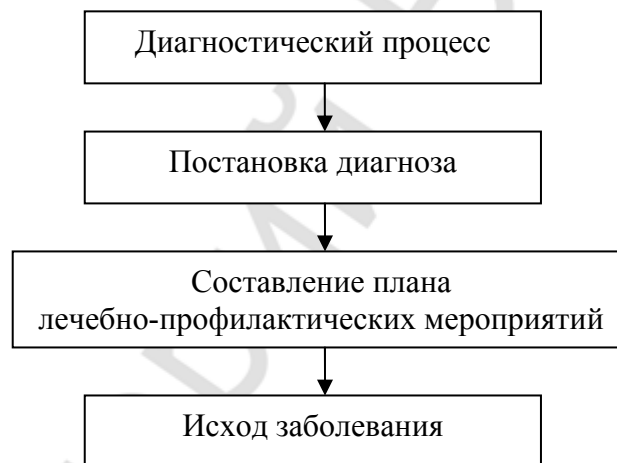 Диагностический процесс
Постановка диагноза
Составление плана
лечебно-профилактических мероприятий
Исход заболевания